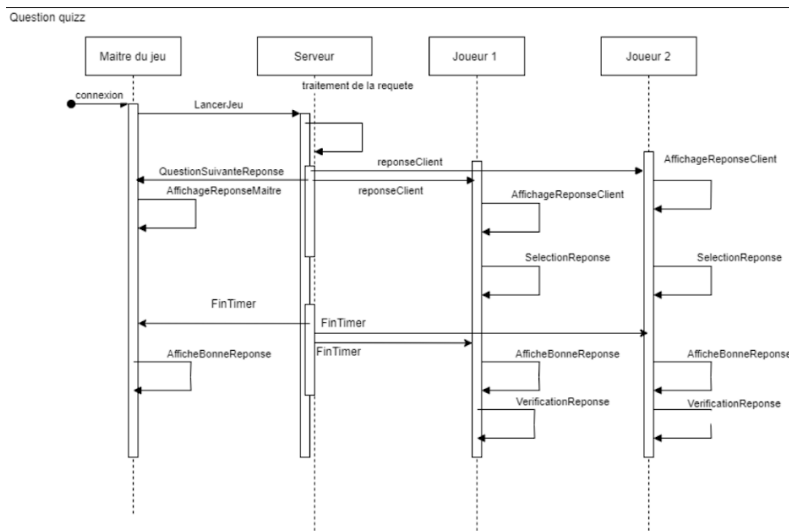 Question quizz
Maitre du jeu
Serveur
Joueur 1
Joueur 2
traitement de la requete
connexion
LancerJeu
reponseClient
AffichageReponseClient
QuestionSuivanteReponse
AffichageReponseMaitre
reponseClient
AffichageReponseClient
SelectionReponse
SelectionReponse
FinTimer
FinTimer
FinTimer
AfficheBonneReponse
AfficheBonneReponse
AfficheBonneReponse
VerificationReponse
VerificationReponse